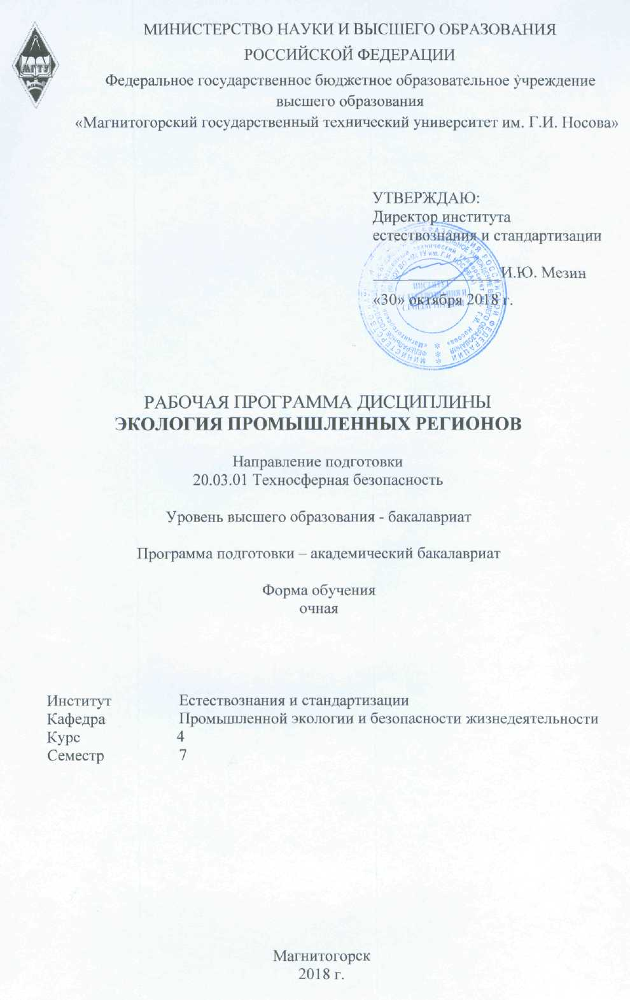 МГТУ
МИНИСТЕРСТВО НАУКИ И ВЫСШЕГО ОБРАЗОВАНИЯ
РОССИЙСКОЙ ФЕДЕРАЦИИ
Федеральное государственное бюджетное образовательное учреждение
высшего образования
«Магнитогорский государственный технический университет им. Г.И. Носова»
УТВЕРЖДАЮ:
Директор института
естествознания и стандартизации
И.Ю. Мезин
«30» октября 2018 г.
РАБОЧАЯ ПРОГРАММА ДИСЦИПЛИНЫ
ЭКОЛОГИЯ ПРОМЫШЛЕННЫХ РЕГИОНОВ
Направление подготовки
20.03.01 Техносферная безопасность
Уровень высшего образования - бакалавриат
Программа подготовки – академический бакалавриат
Форма обучения
очная
Институт Естествознания и стандартизации
Кафедра Промышленной экологии и безопасности жизнедеятельности
Курс 4
Семестр 7
Магнитогорск
2018 г.